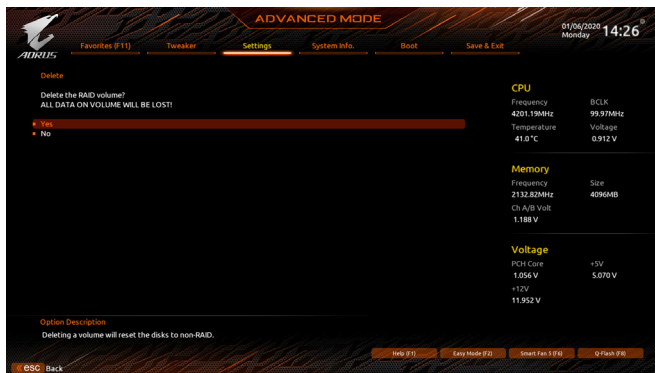 ADVANCED MODE
01/06/2020
Monday
14:26
AORUS
Favorites (F11)
Tweaker
Settings
System Info.
Boot
Save & Exit
Delete
Delete the RAID volume?
ALL DATA ON VOLUME WILL BE LOST!
Yes
No
CPU
Frequency BCLK
4201.19MHz 99.97MHz
Temperature Voltage
41.0 °C 0.912 V
Memory
Frequency Size
2132.82MHz 4096MB
Ch A/B Volt
1.188 V
Voltage
PCH Core +5V
1.056 V 5.070 V
+12V
11.952 V
Option Description
Deleting a volume will reset the disks to non-RAID.
Help (F1)
Easy Mode (F2)
Smart Fan 5 (F6)
Q-Flash (F8)
esc Back